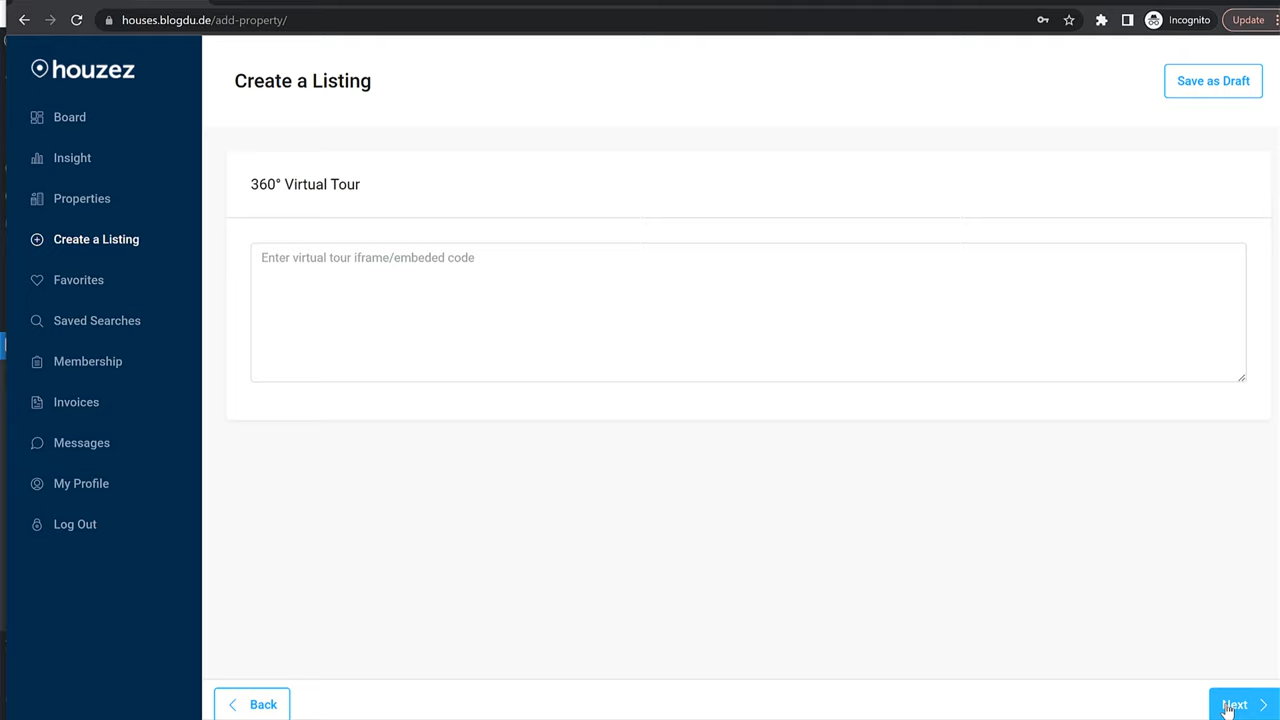 houses.blogdu.de/add-property/
Incognito
Update
houzez
Create a Listing
Save as Draft
Board
Insight
Properties
Create a Listing
Favorites
Saved Searches
Membership
Invoices
Messages
My Profile
Log Out
360° Virtual Tour
Enter virtual tour iframe/embeded code
Back
Next